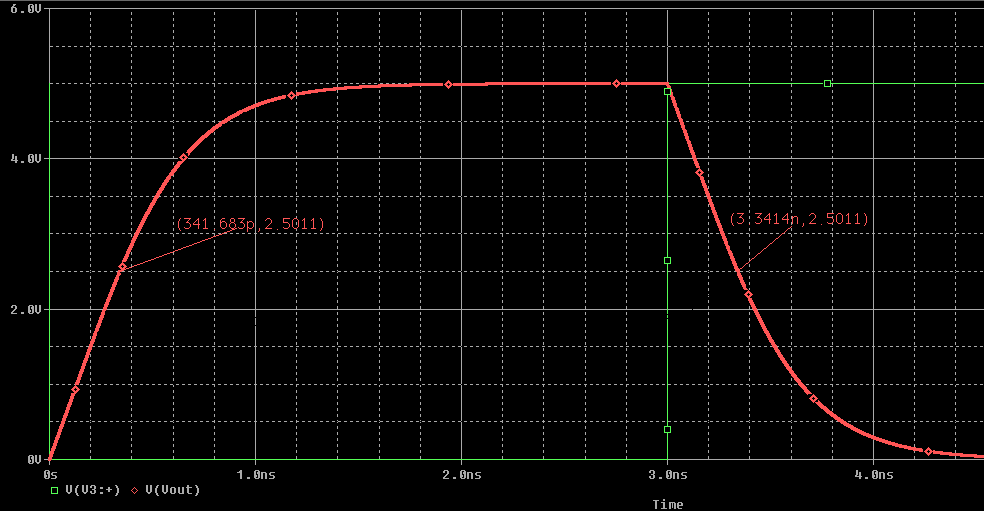 6.0V
4.0V
(341.683p,2.5011)
(3.3414n,2.5011)
2.0V
0V
0s 1.0ns 2.0ns 3.0ns 4.0ns
V(V3:+) V(Vout)
Time